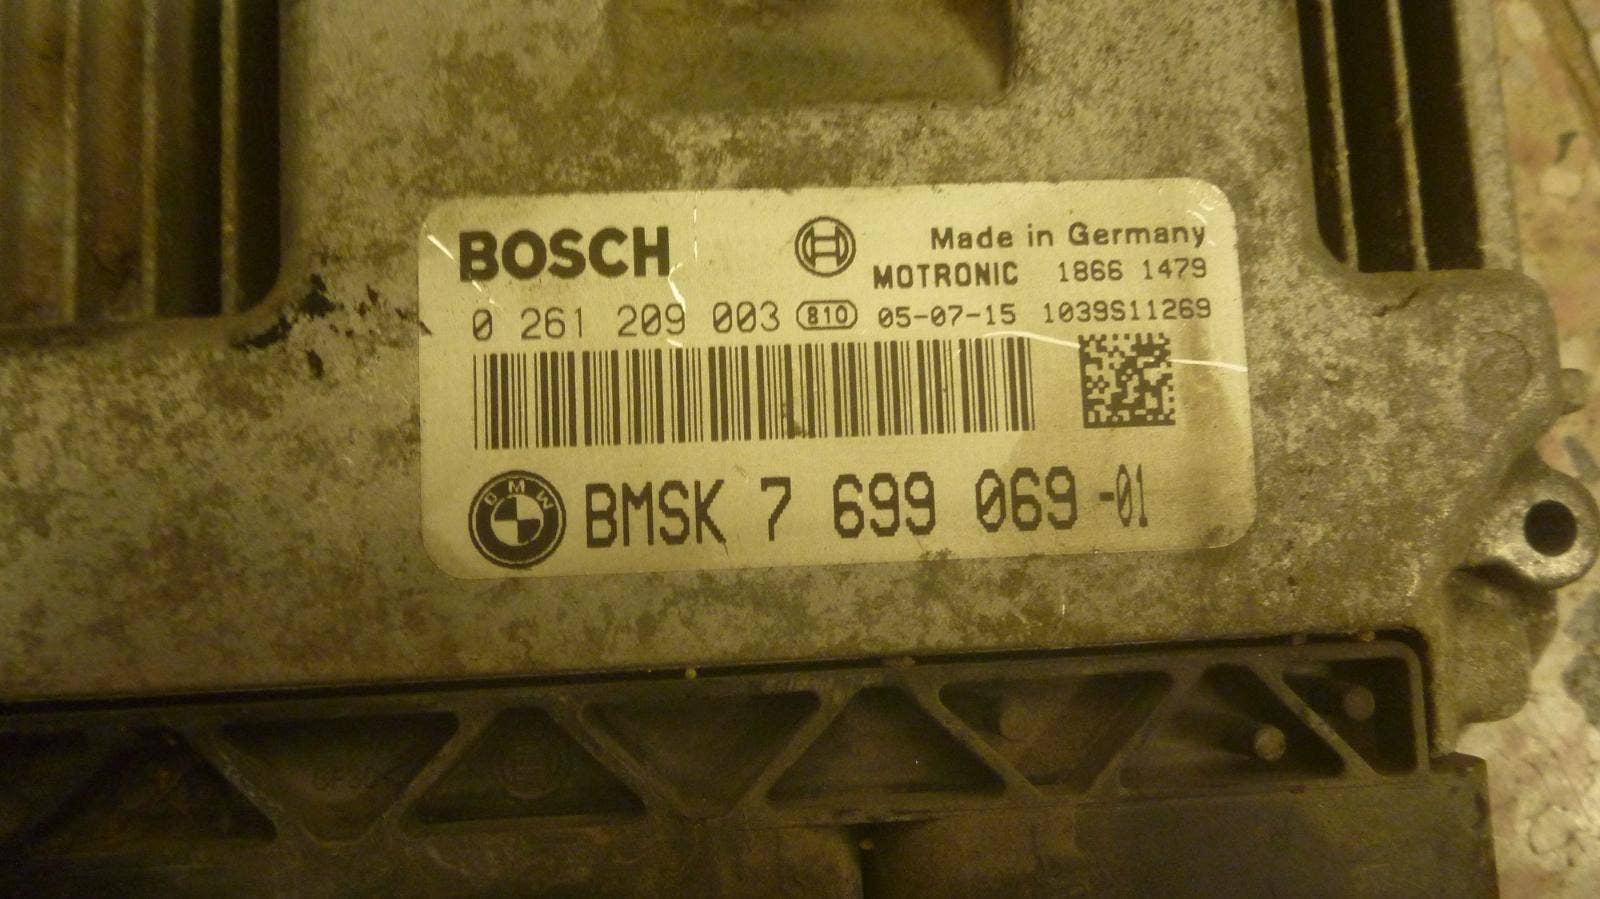 BOSCH
Made in Germany
MOTRONIC 1866 1479
0 261 209 003 810 05-07-15 1039S11269
BMW
BMSK 7 699 069-01